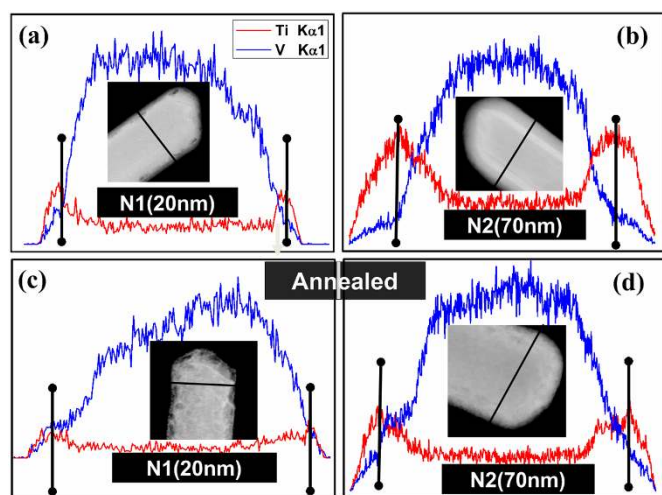 (a)
Ti Kα1
V Kα1
N1(20nm)
(b)
N2(70nm)
(c)
Annealed
(d)
N1(20nm)
N2(70nm)